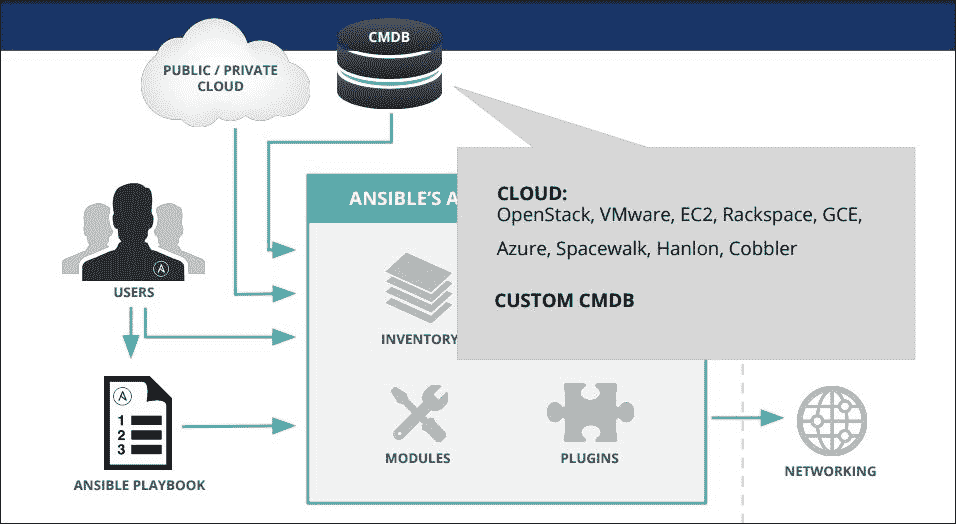 CMDB
PUBLIC / PRIVATE
CLOUD
ANSIBLE'S A
CLOUD:
OpenStack, VMware, EC2, Rackspace, GCE,
Azure, Spacewalk, Hanlon, Cobbler
CUSTOM CMDB
A
USERS
INVENTORY
A
1
2
3
ANSIBLE PLAYBOOK
MODULES
PLUGINS
NETWORKING